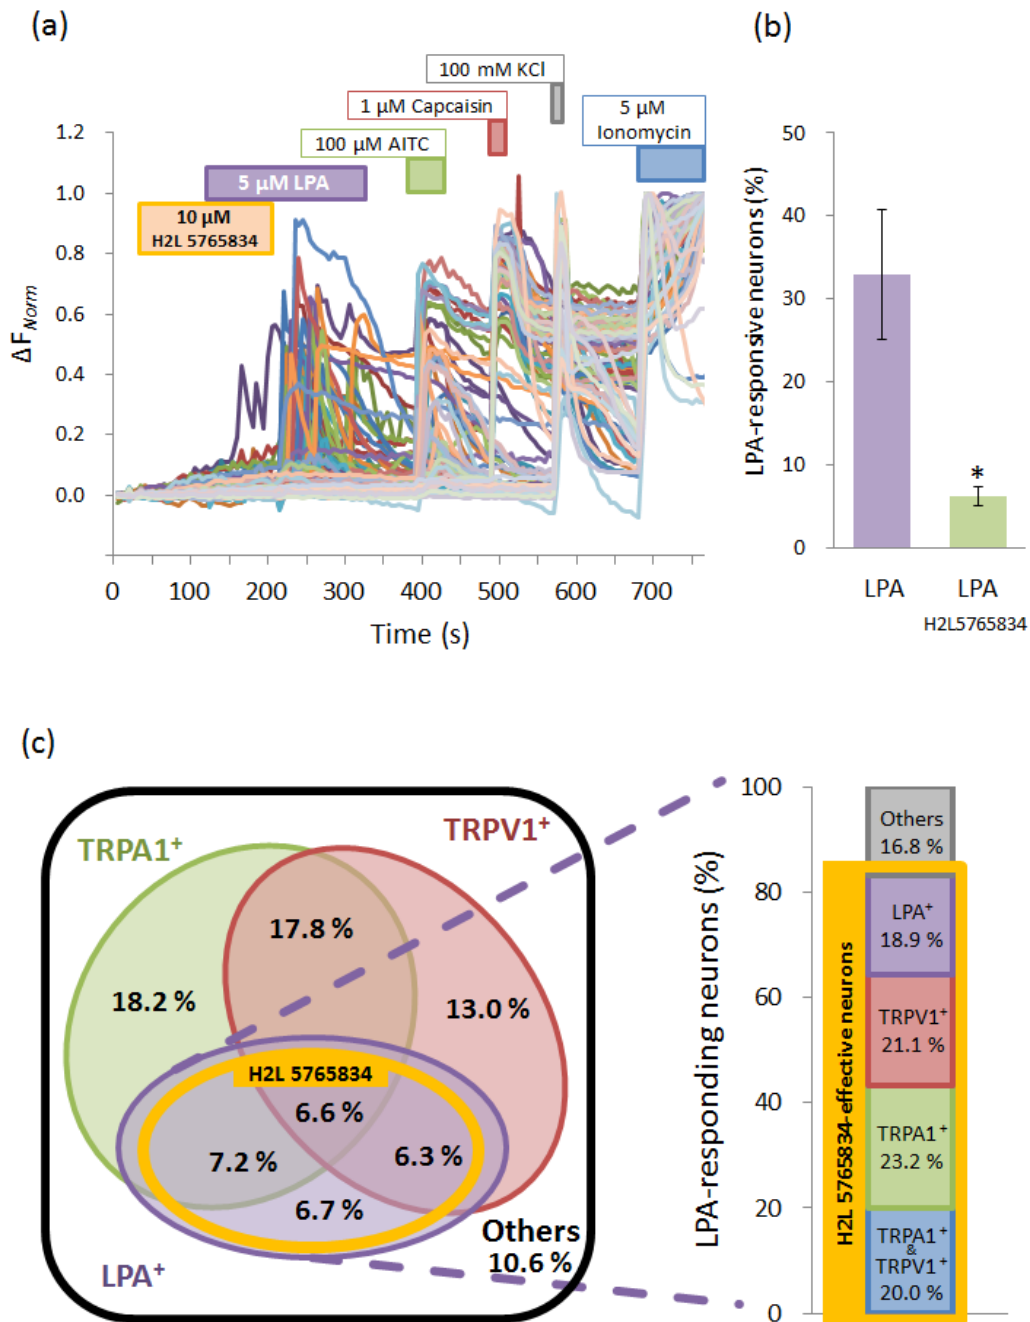 (a)
100 mM KCl
1 µM Capcaisin
5 µM
Ionomycin
100 µM AITC
5 µM LPA
10 µM
H2L 5765834
ΔF Norm
1.2
1.0
0.8
0.6
0.4
0.2
0.0
0 100 200 300 400 500 600 700
Time (s)
(b)
LPA-responsive neurons (%)
50
40
30
20
10
0
*
LPA LPA
H2L5765834
(c)
TRPA1+
TRPV1+
17.8 %
18.2 %
13.0 %
H2L 5765834
6.6 %
7.2 %
6.3 %
6.7 %
Others
10.6 %
LPA+
LPA-responding neurons (%)
100
80
60
40
20
0
H2L 5765834-effective neurons
Others
16.8 %
LPA+
18.9 %
TRPV1+
21.1 %
TRPA1+
23.2 %
TRPA1+
&
TRPV1+
20.0 %